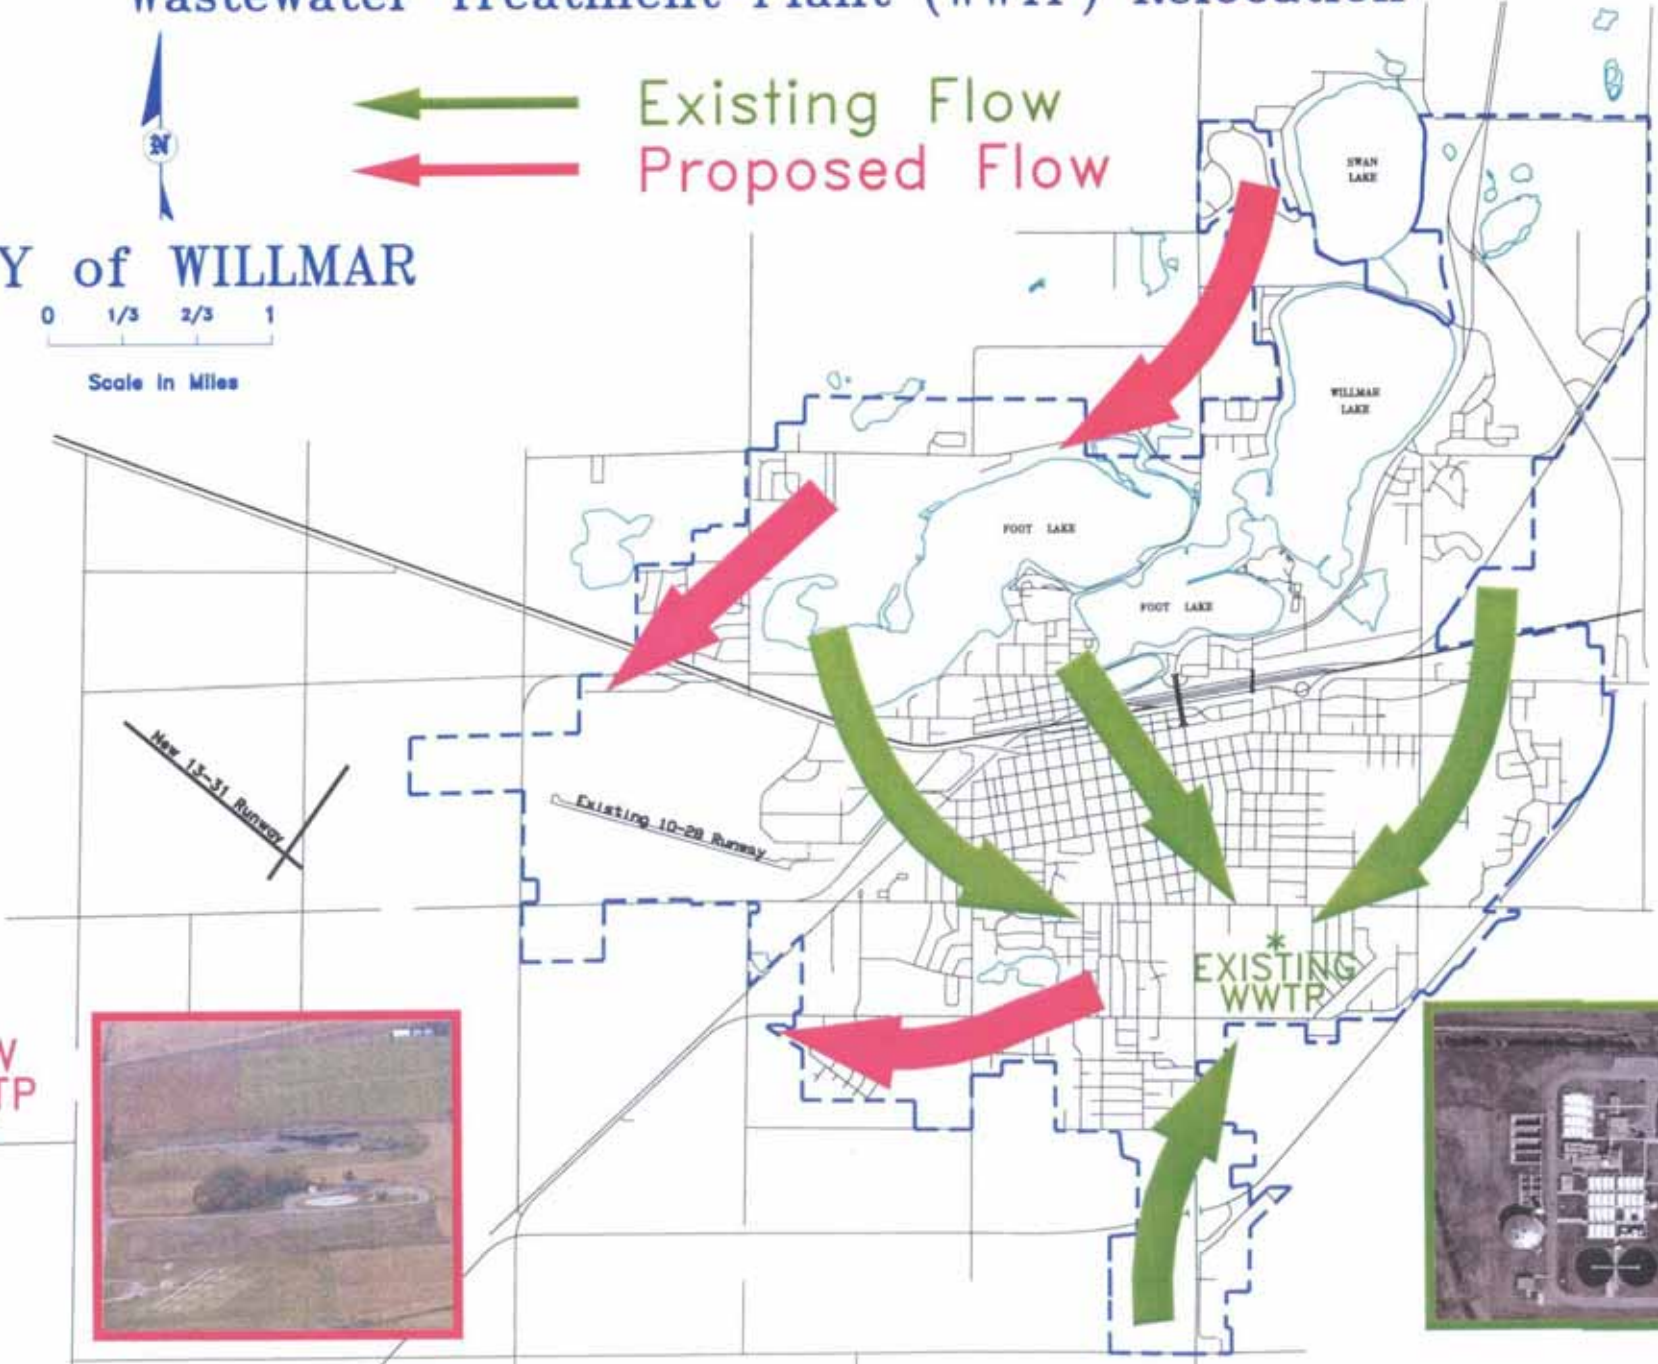 Wastewater Treatment Plant (WWTP) Relocation
N
Existing Flow
Proposed Flow
Y of WILLMAR
0 1/3 2/3 1
Scale in Miles
SWAN
LAKE
WILLMAR
LAKE
FOOT LAKE
FOOT LAKE
New 13-31 Runway
Existing 10-28 Runway
EXISTING
WWTP
W
TP